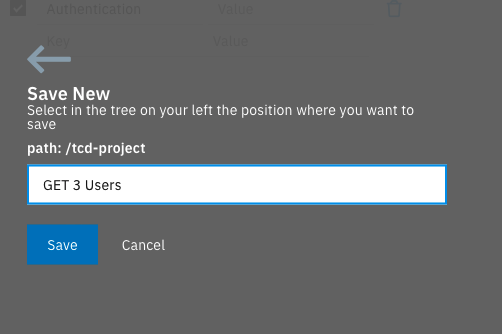 Authentication Value
Key Value
Save New
Select in the tree on your left the position where you want to
save
path: /tcd-project
GET 3 Users
Save Cancel